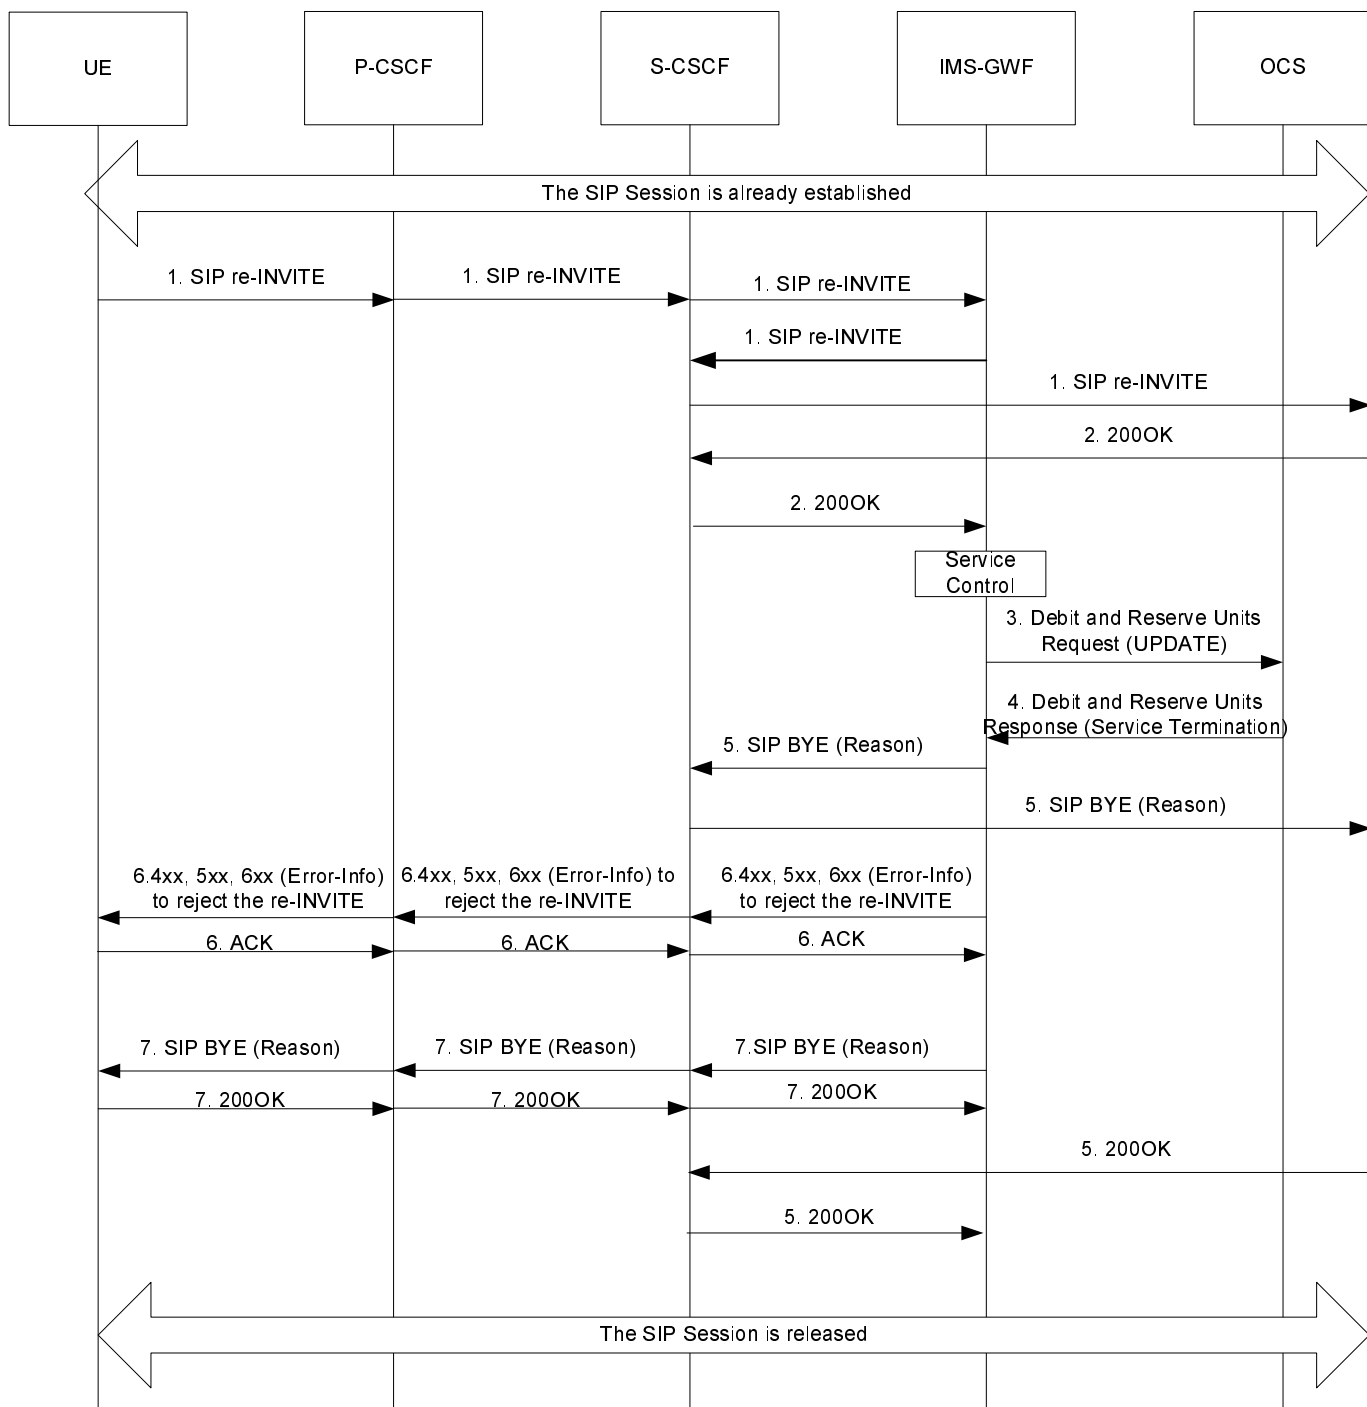 UE
P-CSCF
S-CSCF
IMS-GWF
OCS
The SIP Session is already established
1. SIP re-INVITE
1. SIP re-INVITE
1. SIP re-INVITE
1. SIP re-INVITE
1. SIP re-INVITE
2. 200OK
2. 200OK
Service
Control
3. Debit and Reserve Units
Request (UPDATE)
4. Debit and Reserve Units
Response (Service Termination)
5. SIP BYE (Reason)
5. SIP BYE (Reason)
6.4xx, 5xx, 6xx (Error-Info)
to reject the re-INVITE
6.4xx, 5xx, 6xx (Error-Info) to
reject the re-INVITE
6.4xx, 5xx, 6xx (Error-Info)
to reject the re-INVITE
6. ACK
6. ACK
6. ACK
7. SIP BYE (Reason)
7. SIP BYE (Reason)
7.SIP BYE (Reason)
7. 200OK
7. 200OK
7. 200OK
5. 200OK
5. 200OK
The SIP Session is released